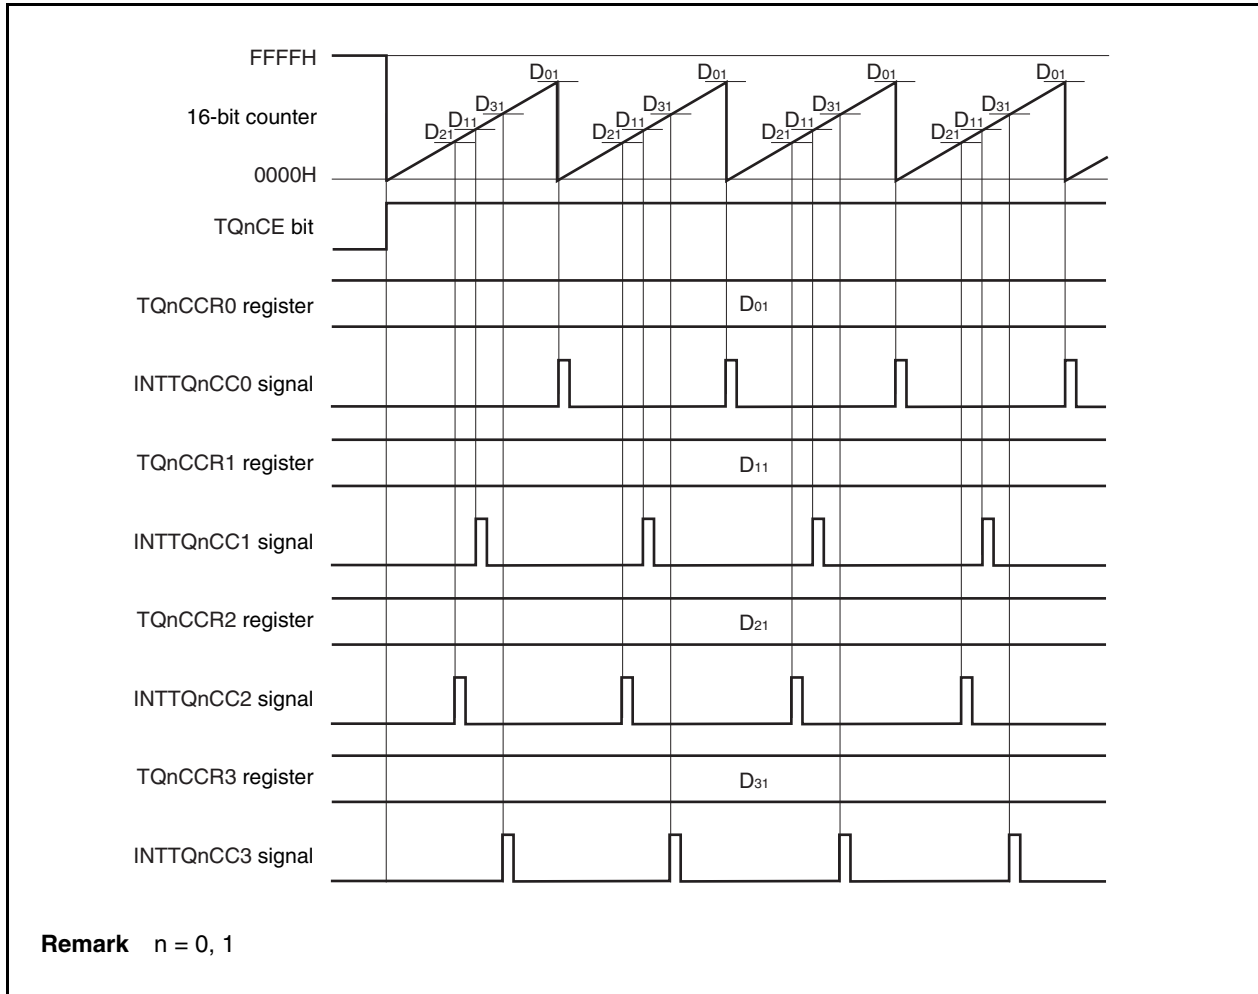 FFFFH
D01 D01 D01 D01
16-bit counter
D31 D31 D31 D31
D11 D11 D11 D11
D21 D21 D21 D21
0000H
TQnCE bit
TQnCCR0 register
D01
INTTQnCC0 signal
TQnCCR1 register
D11
INTTQnCC1 signal
TQnCCR2 register
D21
INTTQnCC2 signal
TQnCCR3 register
D31
INTTQnCC3 signal
Remark n = 0, 1